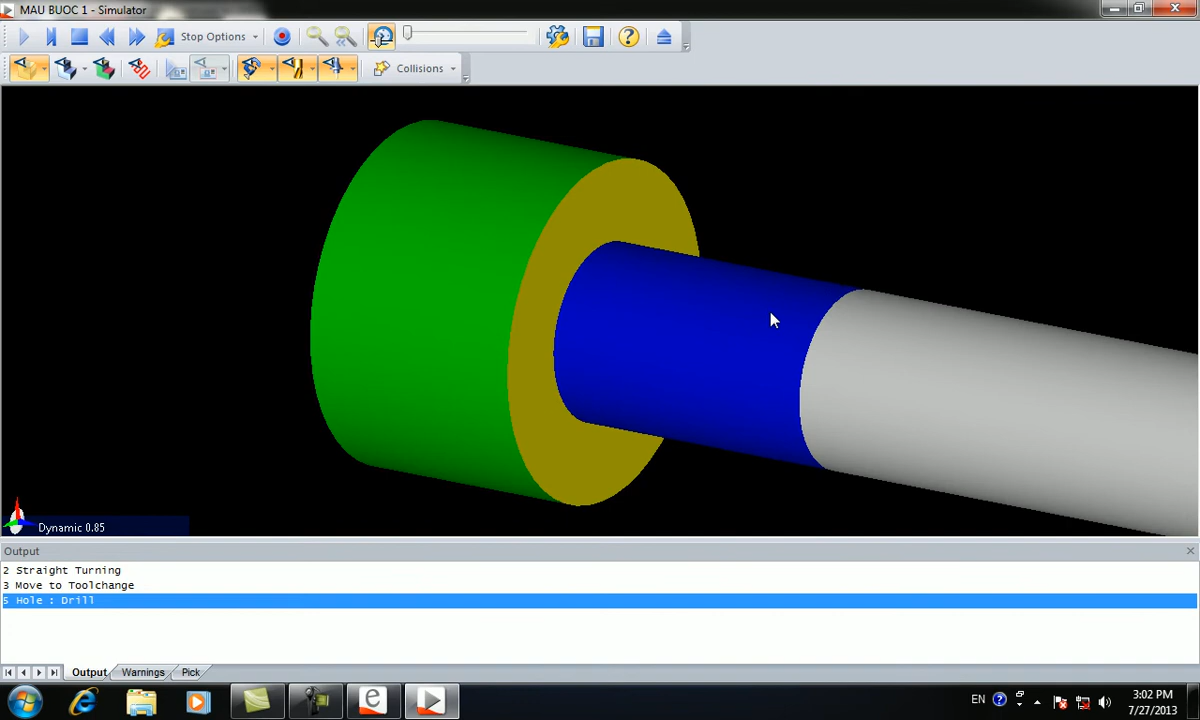 MAU BUOC 1 - Simulator
Stop Options
Collisions
Dynamic 0.85
Output
2 Straight Turning
3 Move to Toolchange
5 Hole : Drill
Output Warnings Pick
EN
3:02 PM
7/27/2013